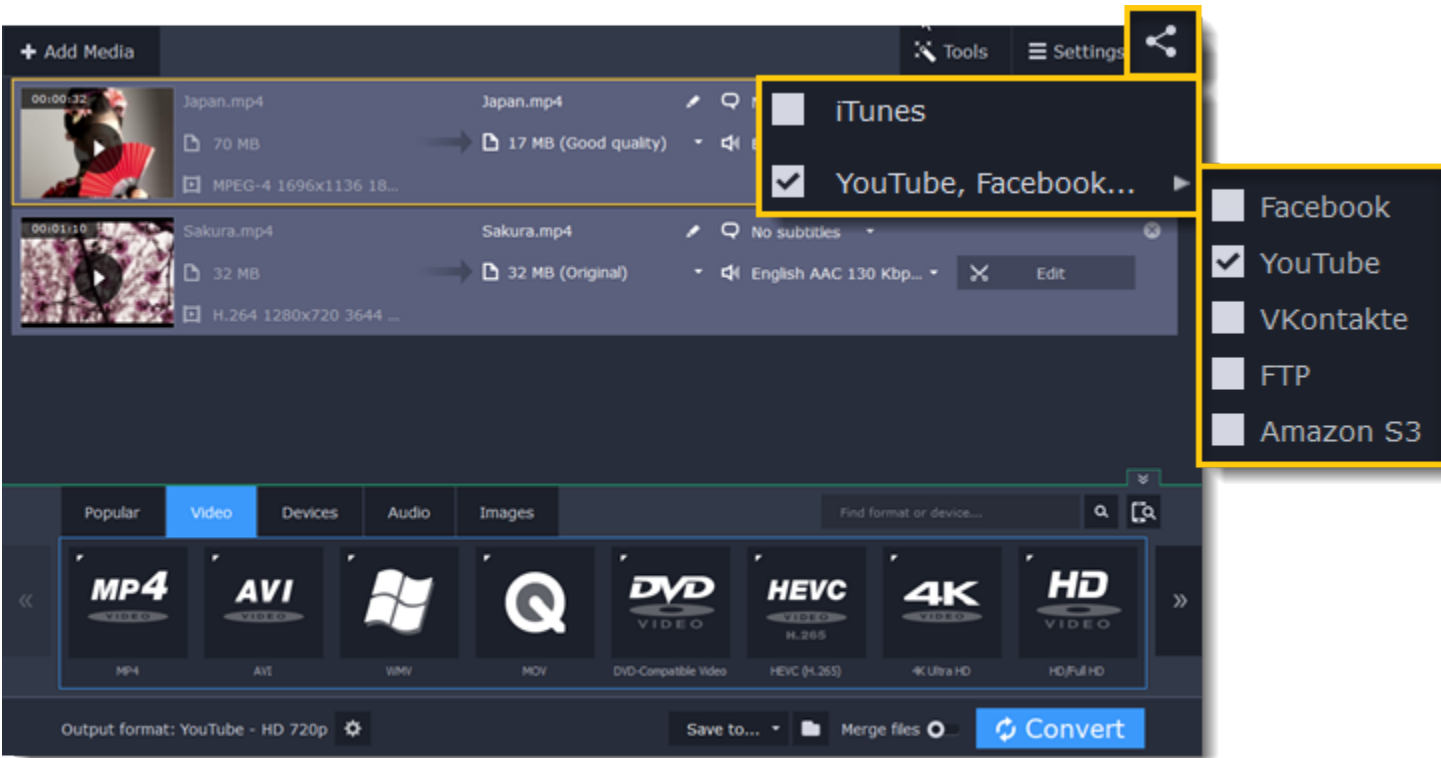 Add Media
Tools
Settings
00:00:32
Japan.mp4
Japan.mp4
70 MB
17 MB (Good quality)
MPEG-4 1696x1136 18...
iTunes
YouTube, Facebook...
Facebook
YouTube
VKontakte
FTP
Amazon S3
00:01:10
Sakura.mp4
Sakura.mp4
No subtitles
32 MB
32 MB (Original)
English AAC 130 Kbp...
Edit
H.264 1280x720 3644 ...
Popular
Video
Devices
Audio
Images
Find format or device...
MP4
VIDEO
AVI
VIDEO
DVD
VIDEO
HEVC
VIDEO
H.265
4K
VIDEO
HD
VIDEO
MP4
AVI
WMV
MOV
DVD-Compatible Video
HEVC (H.265)
4K Ultra HD
HD/Full HD
Output format: YouTube - HD 720p
Save to...
Merge files
Convert